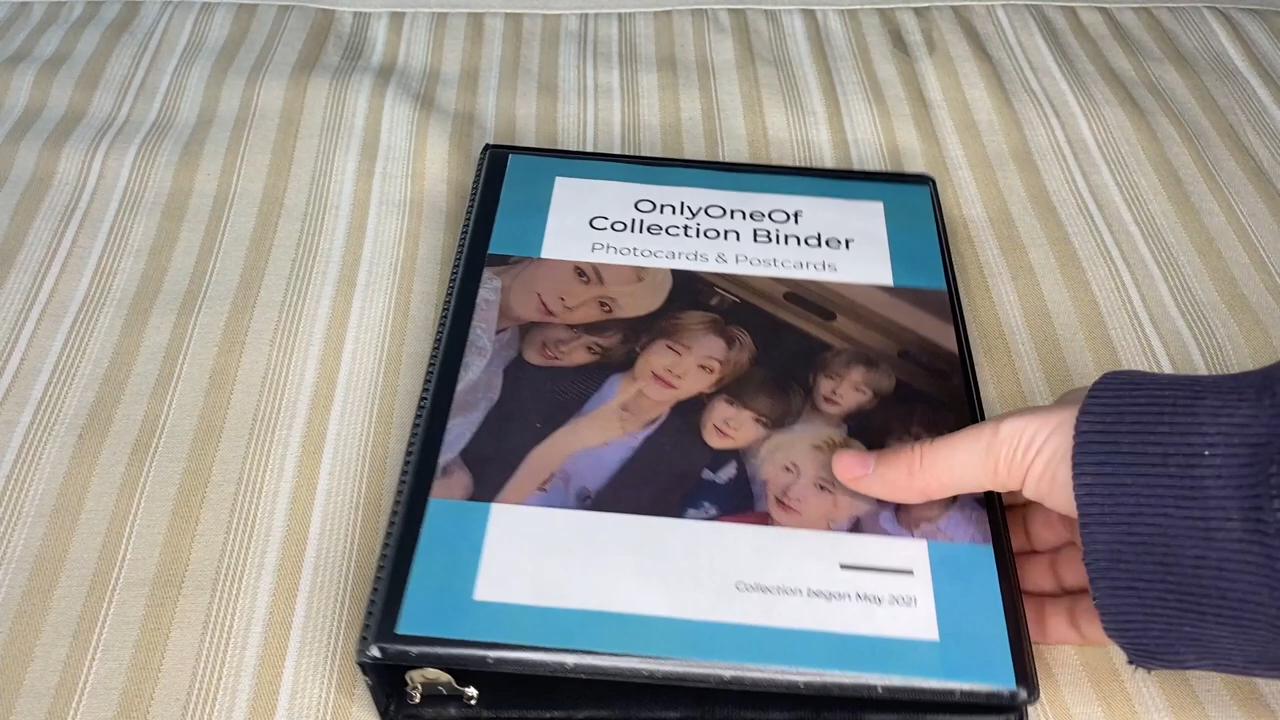 OnlyOneOf
Collection Binder
Photocards & Postcards
Collection began May 2021